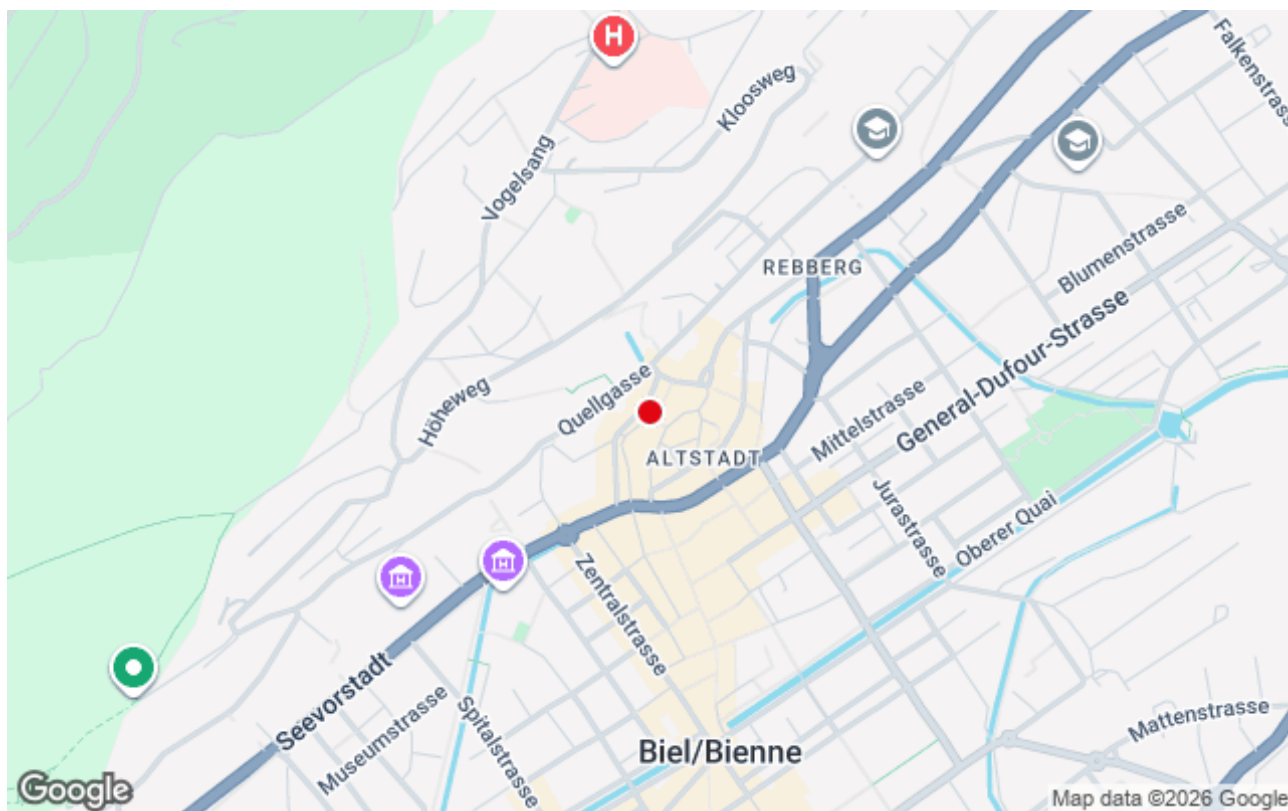 H
Falkenstrasse
Kloosweg
Vogelsang
Blumenstrasse
REBBERG
General-Dufour-Strasse
Höheweg
Quellgasse
Mittelstrasse
ALTSTADT
Jurastrasse
Oberer Quai
Zentralstrasse
Seevorstadt
Museumstrasse
Spitalstrasse
Mattenstrasse
Biel/Bienne
Google
Map data ©2026 Google